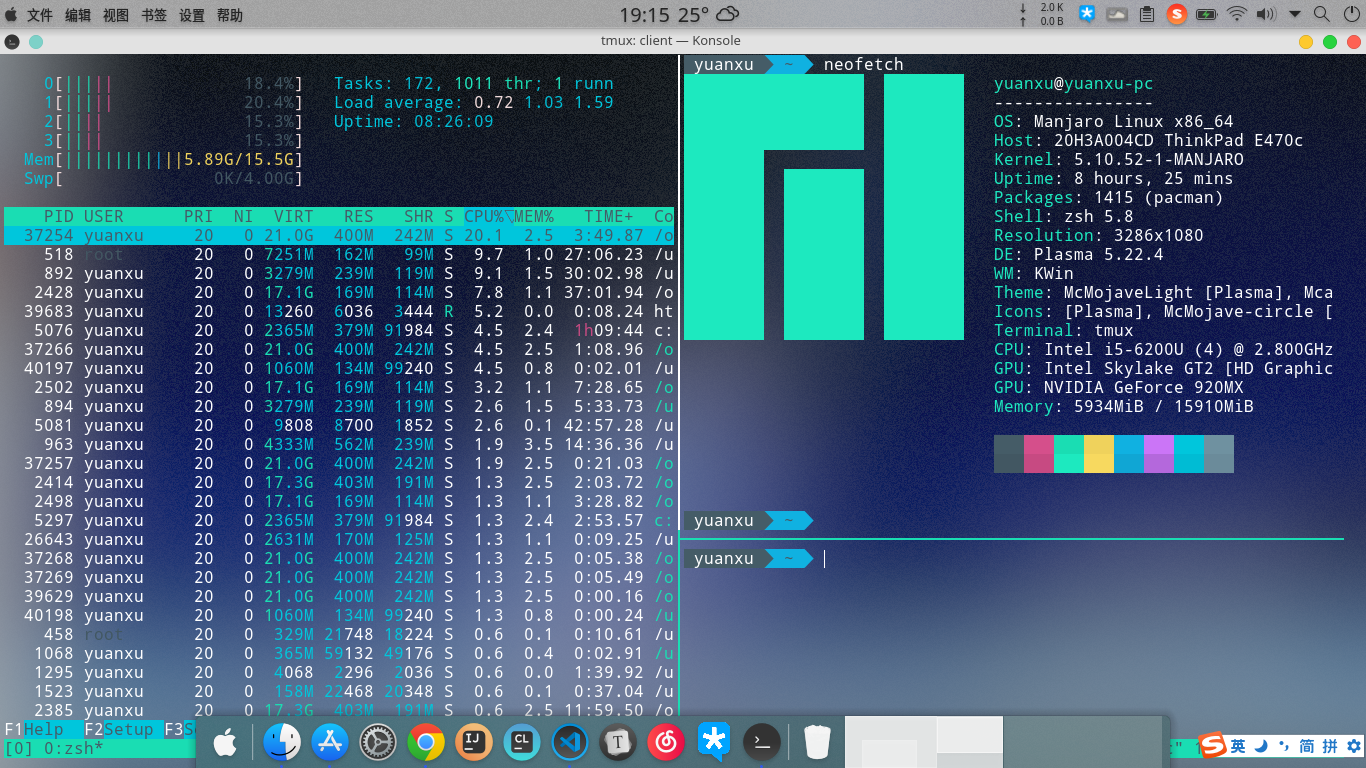 文件 编辑 视图 书签 设置 帮助
19:15 25°
2.0 K
0.0 B
tmux: client — Konsole
0[||||| 18.4%] Tasks: 172, 1011 thr; 1 runn
1[||||| 20.4%] Load average: 0.72 1.03 1.59
2[|||| 15.3%] Uptime: 08:26:09
3[|||| 15.3%]
Mem[||||||||||||5.89G/15.5G]
Swp[ 0K/4.00G]
PID USER PRI NI VIRT RES SHR S CPU%▽MEM% TIME+ Co
37254 yuanxu 20 0 21.0G 400M 242M S 20.1 2.5 3:49.87 /o
518 root 20 0 7251M 162M 99M S 9.7 1.0 27:06.23 /u
892 yuanxu 20 0 3279M 239M 119M S 9.1 1.5 30:02.98 /u
2428 yuanxu 20 0 17.1G 169M 114M S 7.8 1.1 37:01.94 /o
39683 yuanxu 20 0 13260 6036 3444 R 5.2 0.0 0:08.24 ht
5076 yuanxu 20 0 2365M 379M 91984 S 4.5 2.4 1h09:44 c:
37266 yuanxu 20 0 21.0G 400M 242M S 4.5 2.5 1:08.96 /o
40197 yuanxu 20 0 1060M 134M 99240 S 4.5 0.8 0:02.01 /u
2502 yuanxu 20 0 17.1G 169M 114M S 3.2 1.1 7:28.65 /o
894 yuanxu 20 0 3279M 239M 119M S 2.6 1.5 5:33.73 /u
5081 yuanxu 20 0 9808 8700 1852 S 2.6 0.1 42:57.28 /u
963 yuanxu 20 0 4333M 562M 239M S 1.9 3.5 14:36.36 /u
37257 yuanxu 20 0 21.0G 400M 242M S 1.9 2.5 0:21.03 /o
2414 yuanxu 20 0 17.3G 403M 191M S 1.3 2.5 2:03.72 /o
2498 yuanxu 20 0 17.1G 169M 114M S 1.3 1.1 3:28.82 /o
5297 yuanxu 20 0 2365M 379M 91984 S 1.3 2.4 2:53.57 c:
26643 yuanxu 20 0 2631M 170M 125M S 1.3 1.1 0:09.25 /u
37268 yuanxu 20 0 21.0G 400M 242M S 1.3 2.5 0:05.38 /o
37269 yuanxu 20 0 21.0G 400M 242M S 1.3 2.5 0:05.49 /o
39629 yuanxu 20 0 21.0G 400M 242M S 1.3 2.5 0:00.16 /o
40198 yuanxu 20 0 1060M 134M 99240 S 1.3 0.8 0:00.24 /u
458 root 20 0 329M 21748 18224 S 0.6 0.1 0:10.61 /u
1068 yuanxu 20 0 365M 59132 49176 S 0.6 0.4 0:02.91 /u
1295 yuanxu 20 0 4068 2296 2036 S 0.6 0.0 1:39.92 /u
1523 yuanxu 20 0 158M 22468 20348 S 0.6 0.1 0:37.04 /u
2385 yuanxu 20 0 17.3G 403M 191M S 0.6 2.5 11:59.50 /o
F1Help F2Setup F3S
[0] 0:zsh*
yuanxu ~ neofetch
yuanxu@yuanxu-pc
----------------
OS: Manjaro Linux x86_64
Host: 20H3A004CD ThinkPad E470c
Kernel: 5.10.52-1-MANJARO
Uptime: 8 hours, 25 mins
Packages: 1415 (pacman)
Shell: zsh 5.8
Resolution: 3286x1080
DE: Plasma 5.22.4
WM: KWin
Theme: McMojaveLight [Plasma], Mca
Icons: [Plasma], McMojave-circle [
Terminal: tmux
CPU: Intel i5-6200U (4) @ 2.800GHz
GPU: Intel Skylake GT2 [HD Graphic
GPU: NVIDIA GeForce 920MX
Memory: 5934MiB / 15910MiB
yuanxu ~
yuanxu ~
IJ CL T
S 英 简 拼